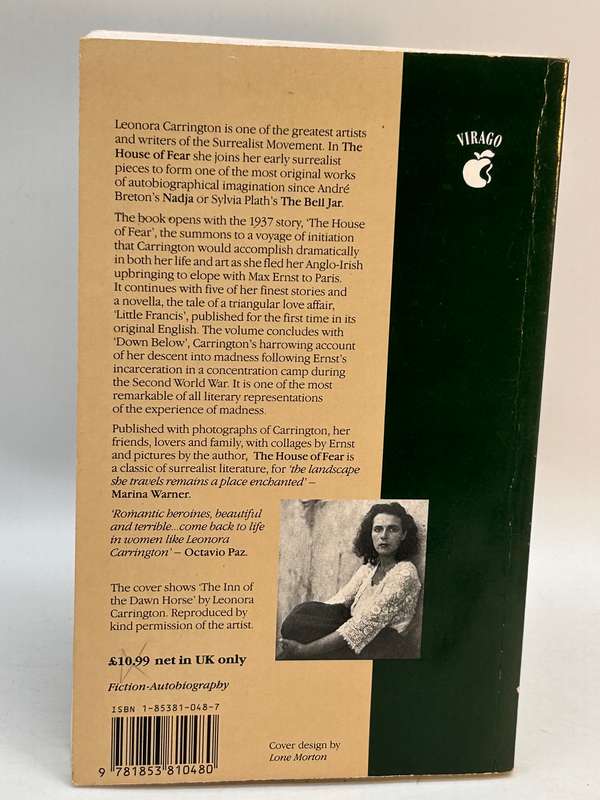 Leonora Carrington is one of the greatest artists
and writers of the Surrealist Movement. In The
House of Fear she joins her early surrealist
pieces to form one of the most original works
of autobiographical imagination since André
Breton's Nadja or Sylvia Plath's The Bell Jar.
The book opens with the 1937 story, 'The House
of Fear', the summons to a voyage of initiation
that Carrington would accomplish dramatically
in both her life and art as she fled her Anglo-Irish
upbringing to elope with Max Ernst to Paris.
It continues with five of her finest stories and
a novella, the tale of a triangular love affair,
'Little Francis', published for the first time in its
original English. The volume concludes with
'Down Below', Carrington's harrowing account
of her descent into madness following Ernst's
incarceration in a concentration camp during
the Second World War. It is one of the most
remarkable of all literary representations
of the experience of madness.
Published with photographs of Carrington, her
friends, lovers and family, with collages by Ernst
and pictures by the author, The House of Fear is
a classic of surrealist literature, for 'the landscape
she travels remains a place enchanted' –
Marina Warner.
'Romantic heroines, beautiful
and terrible...come back to life
in women like Leonora
Carrington' – Octavio Paz.
The cover shows 'The Inn of
the Dawn Horse' by Leonora
Carrington. Reproduced by
kind permission of the artist.
£10.99 net in UK only
Fiction-Autobiography
ISBN 1-85381-048-7
9 781853 810480
Cover design by
Lone Morton
VIRAGO